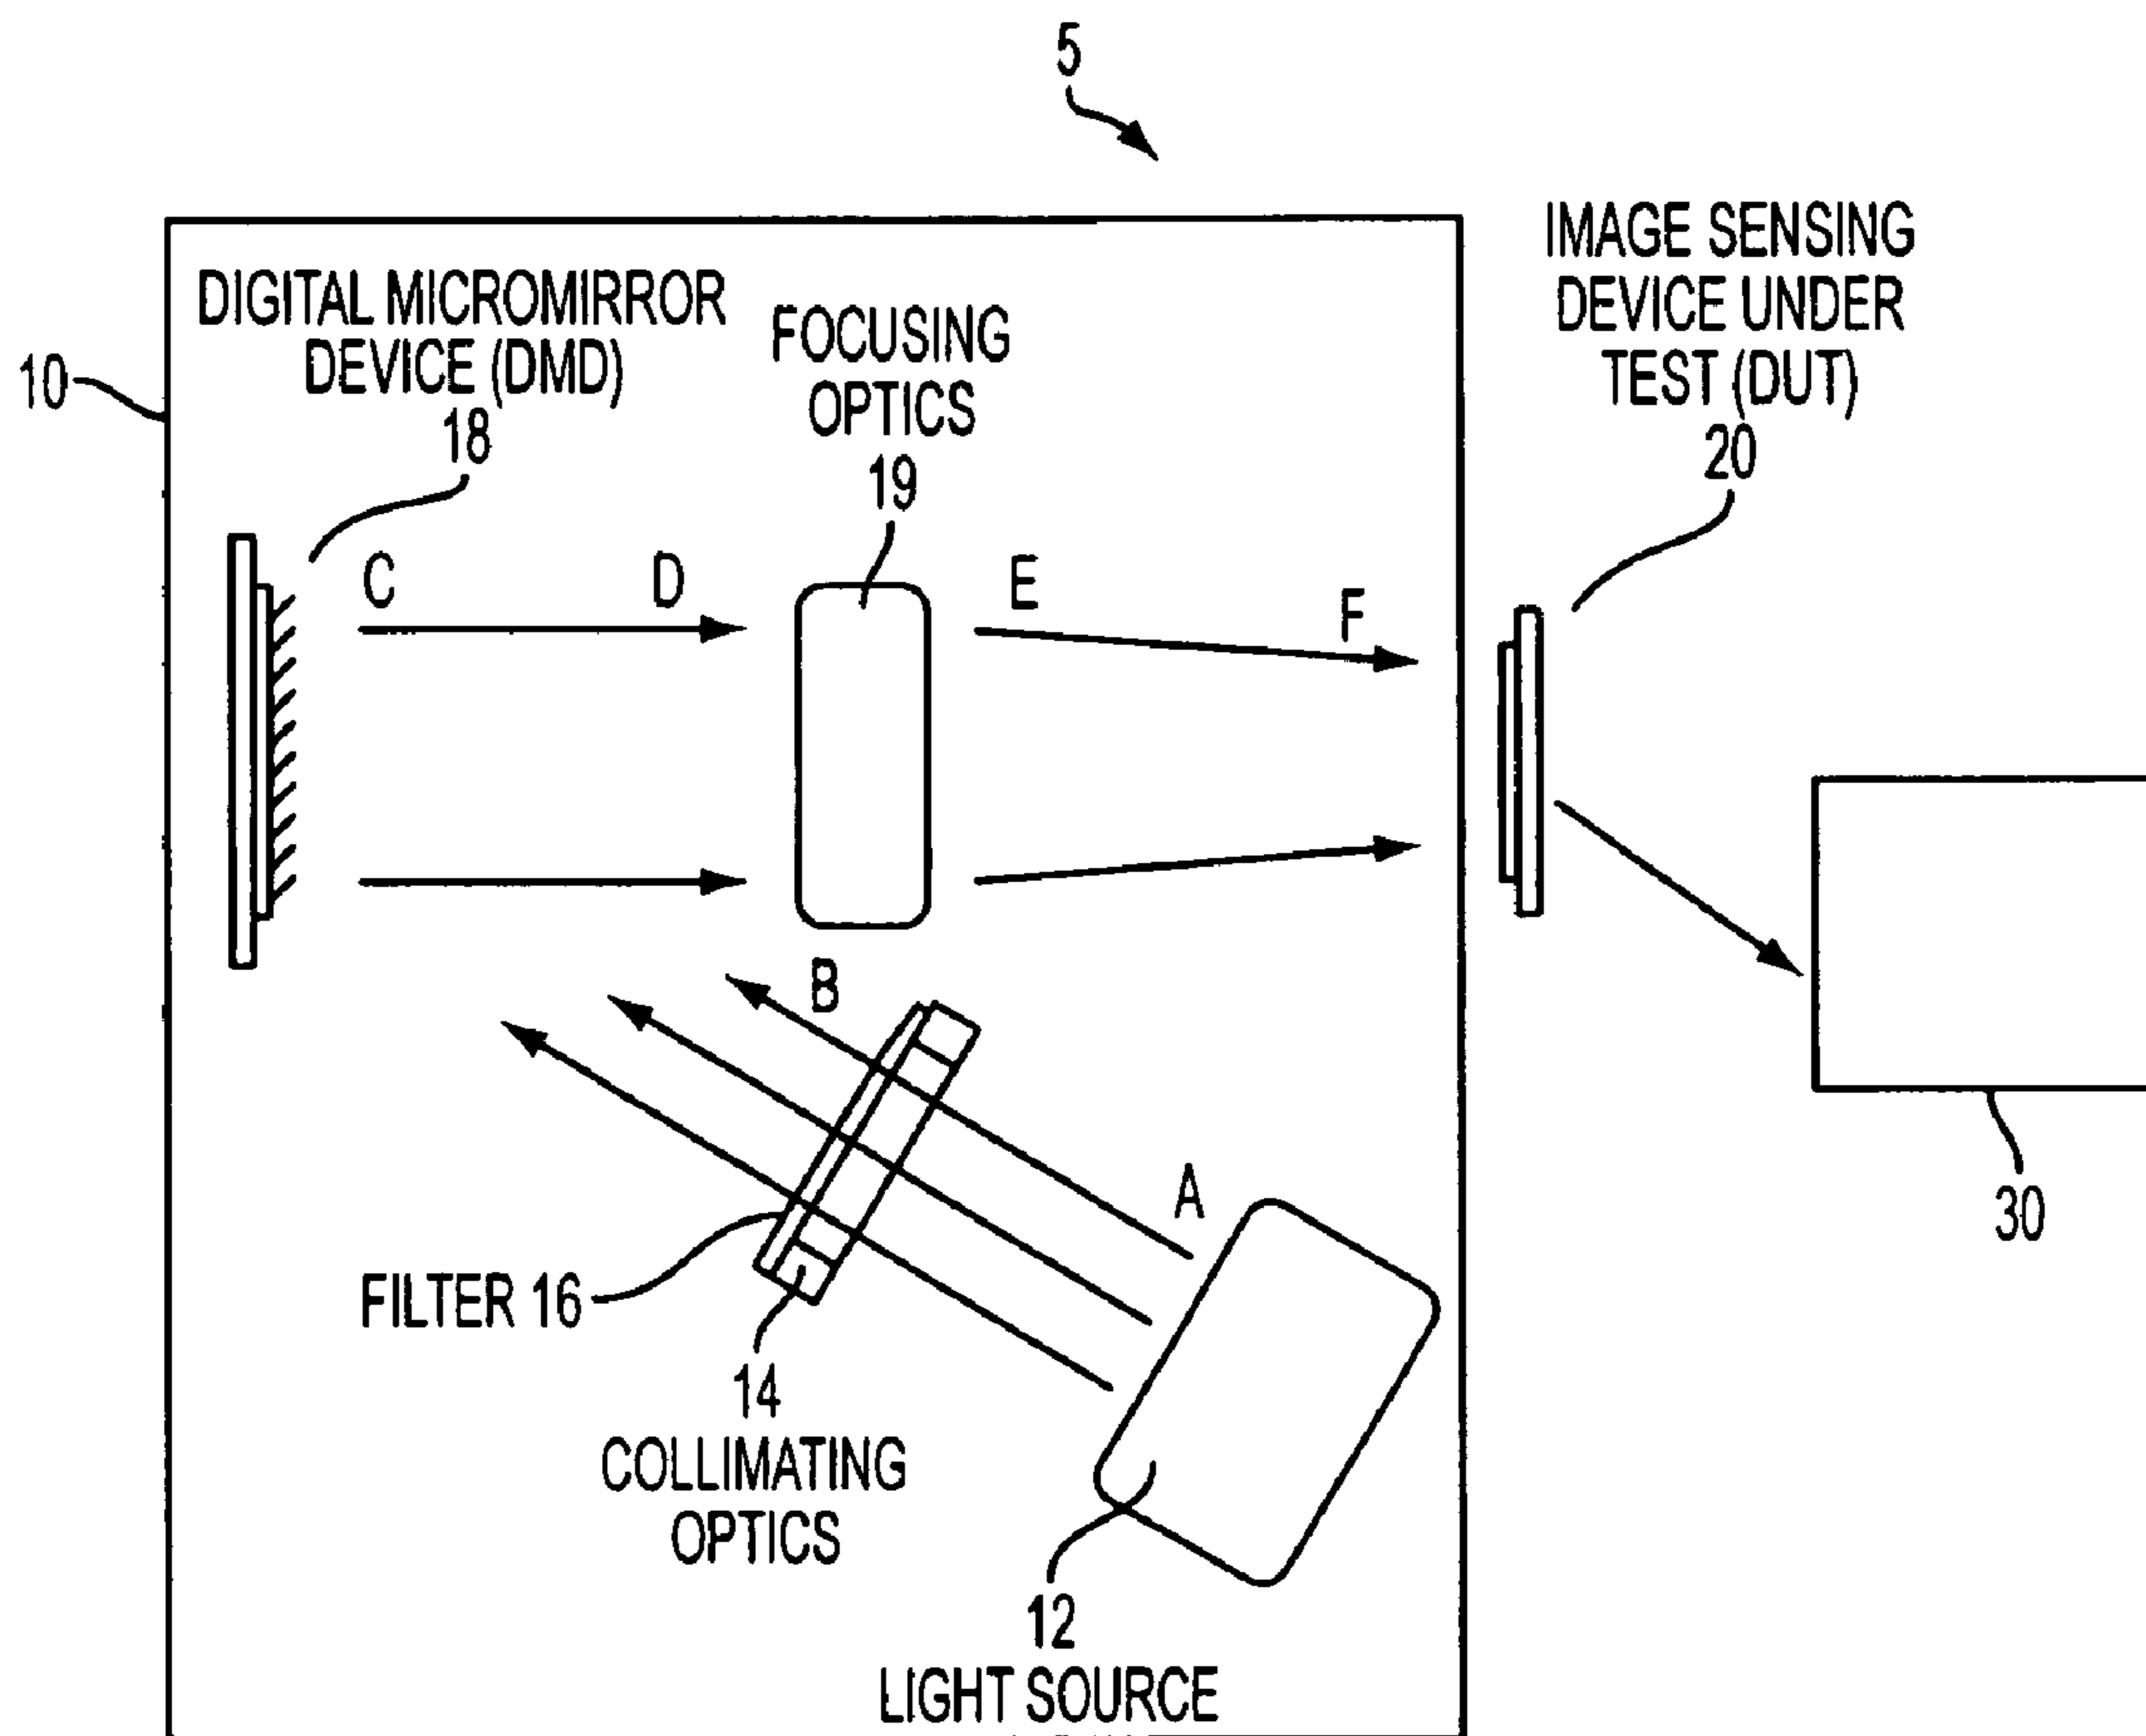 5
IMAGE SENSING
DEVICE UNDER
TEST (DUT)
20
DIGITAL MICROMIRROR
DEVICE (DMD)
18
10
FOCUSING
OPTICS
19
C
D
E
F
B
A
30
FILTER 16
14
COLLIMATING
OPTICS
12
LIGHT SOURCE